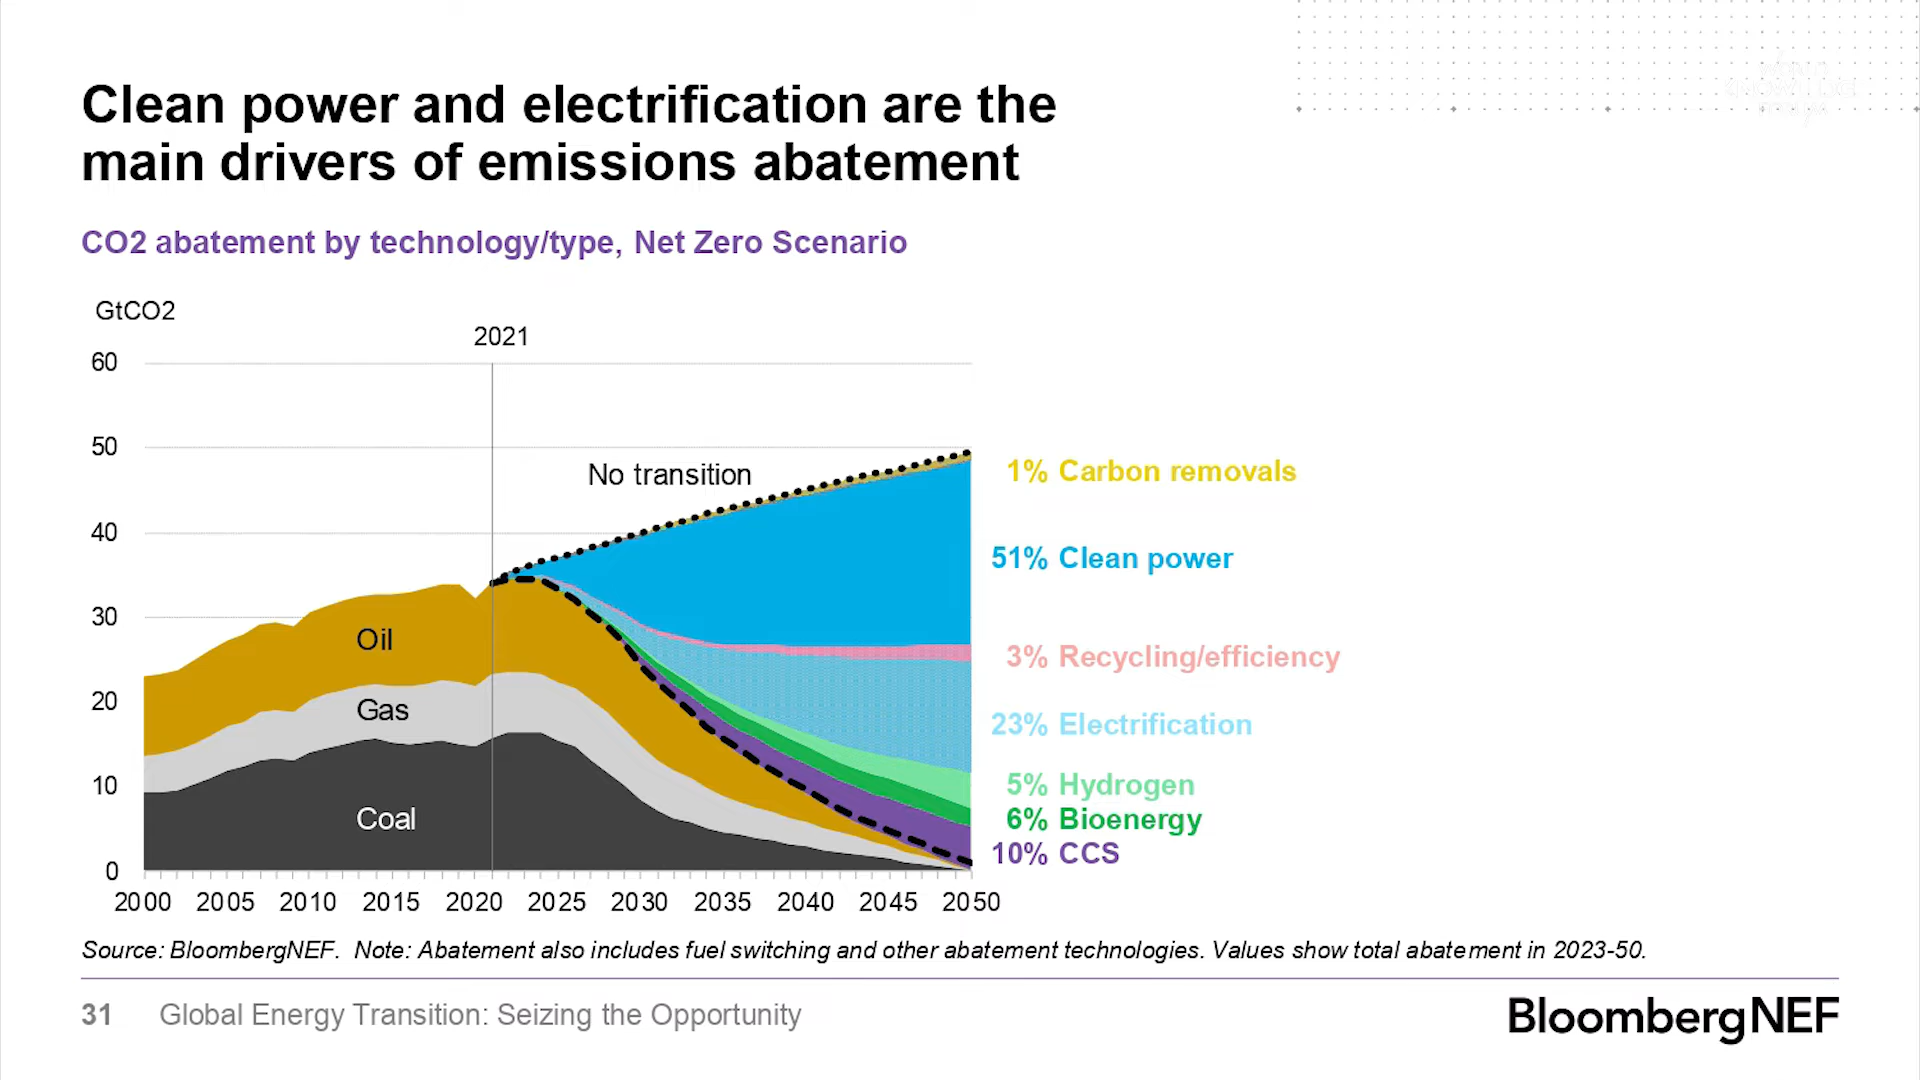 Clean power and electrification are the
main drivers of emissions abatement
CO2 abatement by technology/type, Net Zero Scenario
GtCO2
2021
60
50
40
30
20
10
0
No transition
Oil
Gas
Coal
1% Carbon removals
51% Clean power
3% Recycling/efficiency
23% Electrification
5% Hydrogen
6% Bioenergy
10% CCS
2000 2005 2010 2015 2020 2025 2030 2035 2040 2045 2050
Source: BloombergNEF. Note: Abatement also includes fuel switching and other abatement technologies. Values show total abatement in 2023-50.
31 Global Energy Transition: Seizing the Opportunity
BloombergNEF